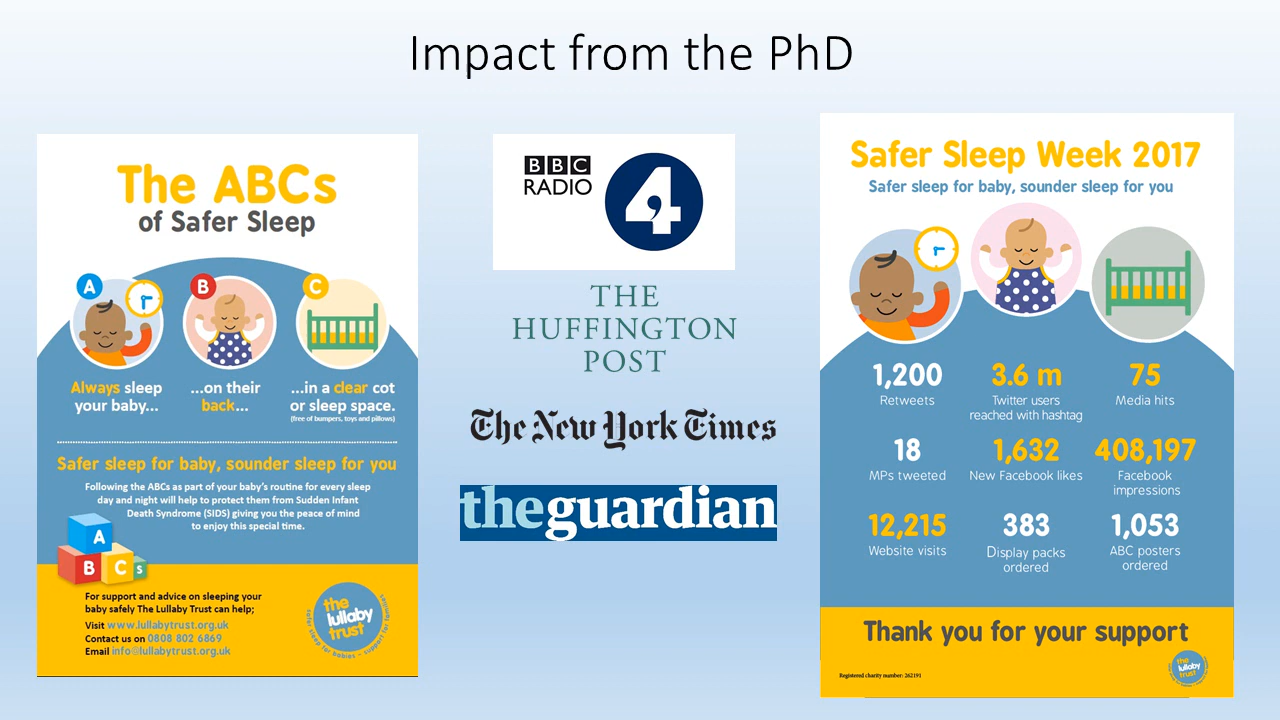 Impact from the PhD
The ABCs
of Safer Sleep
A
B
C
Always sleep
your baby...
...on their
back...
...in a clear cot
or sleep space.
(free of bumpers, toys and pillows)
Safer sleep for baby, sounder sleep for you
Following the ABCs as part of your baby's routine for every sleep
day and night will help to protect them from Sudden Infant
Death Syndrome (SIDS) giving you the peace of mind
to enjoy this special time.
A
B C s
For support and advice on sleeping your
baby safely The Lullaby Trust can help;
Visit www.lullabytrust.org.uk
Contact us on 0808 802 6869
Email info@lullabytrust.org.uk
the
lullaby
trust
safer sleep for babies – support for families
BBC
RADIO
4
THE
HUFFINGTON
POST
The New York Times
theguardian
Safer Sleep Week 2017
Safer sleep for baby, sounder sleep for you
1,200
Retweets
3.6 m
Twitter users
reached with hashtag
75
Media hits
18
MPs tweeted
1,632
New Facebook likes
408,197
Facebook
impressions
12,215
Website visits
383
Display packs
ordered
1,053
ABC posters
ordered
Thank you for your support
Registered charity number: 262191
the
lullaby
trust